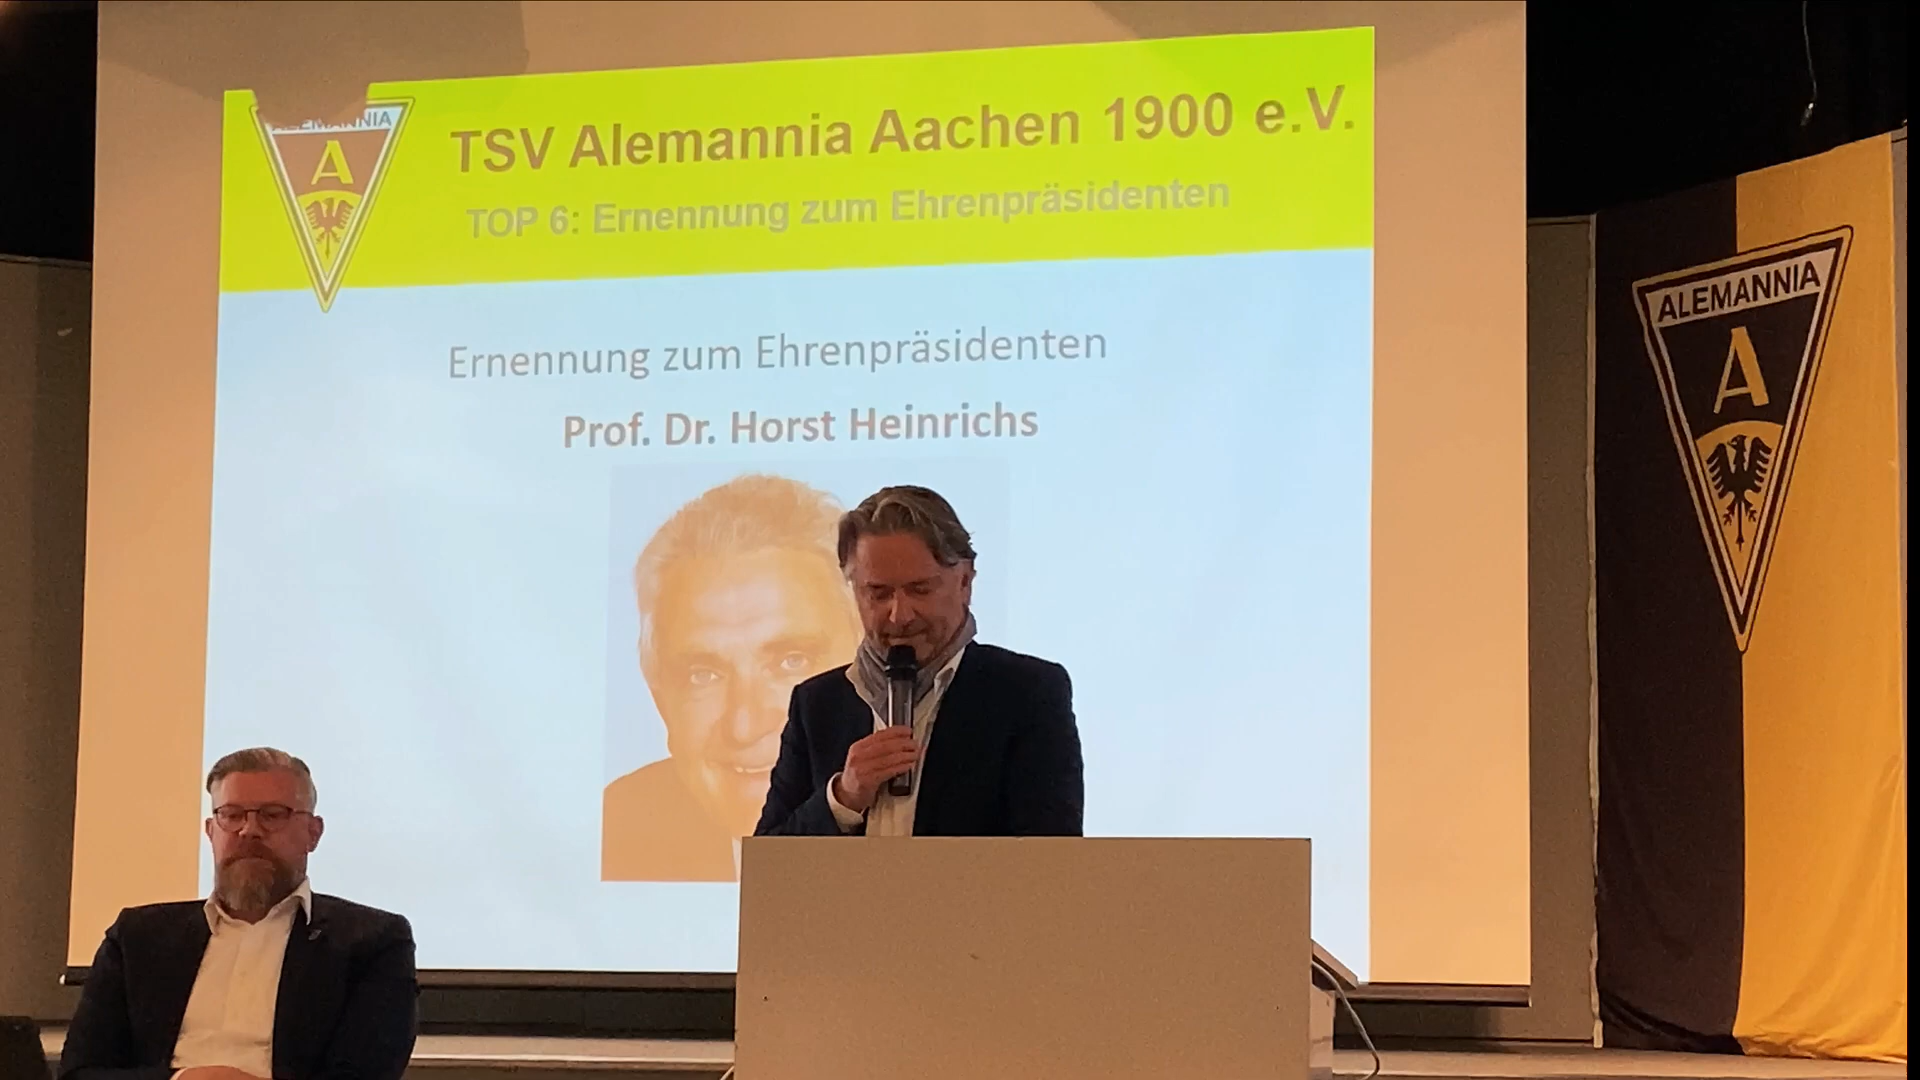 ALEMANNIA
A
TSV Alemannia Aachen 1900 e.V.
TOP 6: Ernennung zum Ehrenpräsidenten
Ernennung zum Ehrenpräsidenten
Prof. Dr. Horst Heinrichs
ALEMANNIA
A